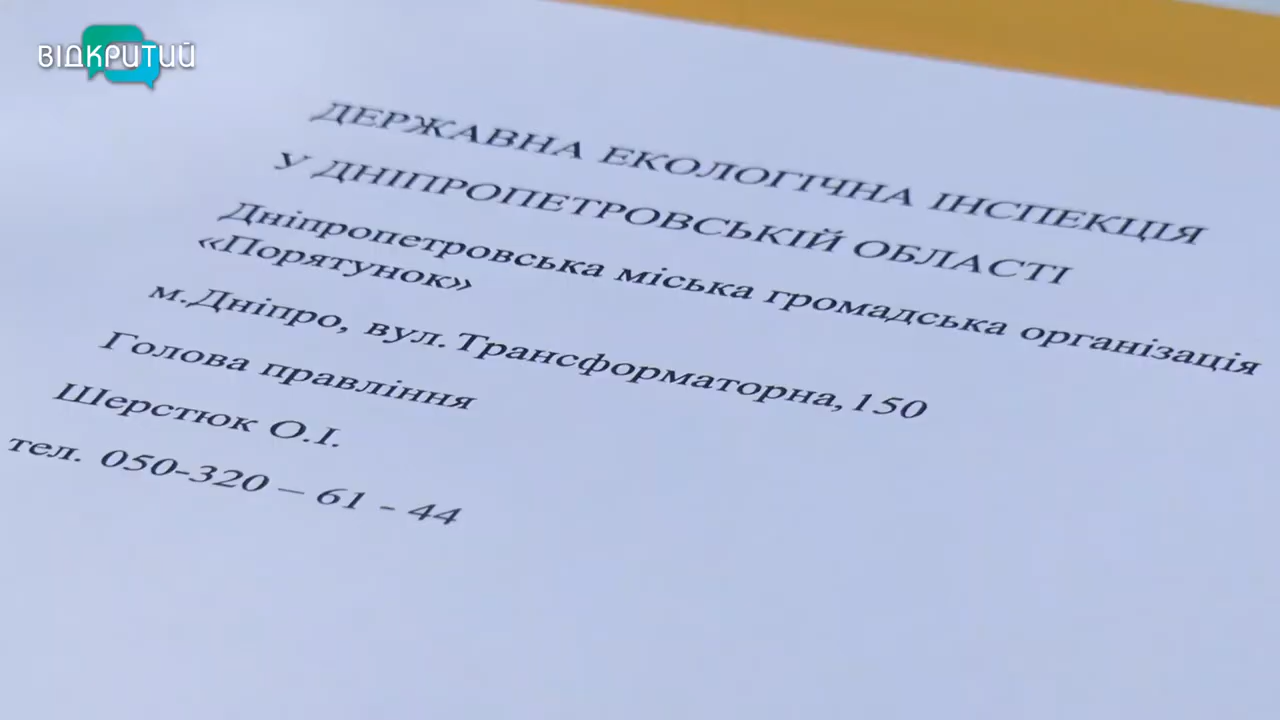 ВІДКРИТИЙ
ДЕРЖАВНА ЕКОЛОГІЧНА ІНСПЕКЦІЯ
У ДНІПРОПЕТРОВСЬКІЙ ОБЛАСТІ
Дніпропетровська міська громадська організація
«Порятунок»
м.Дніпро, вул. Трансформаторна, 150
Голова правління
Шерстюк О.І.
тел. 050-320 – 61 - 44